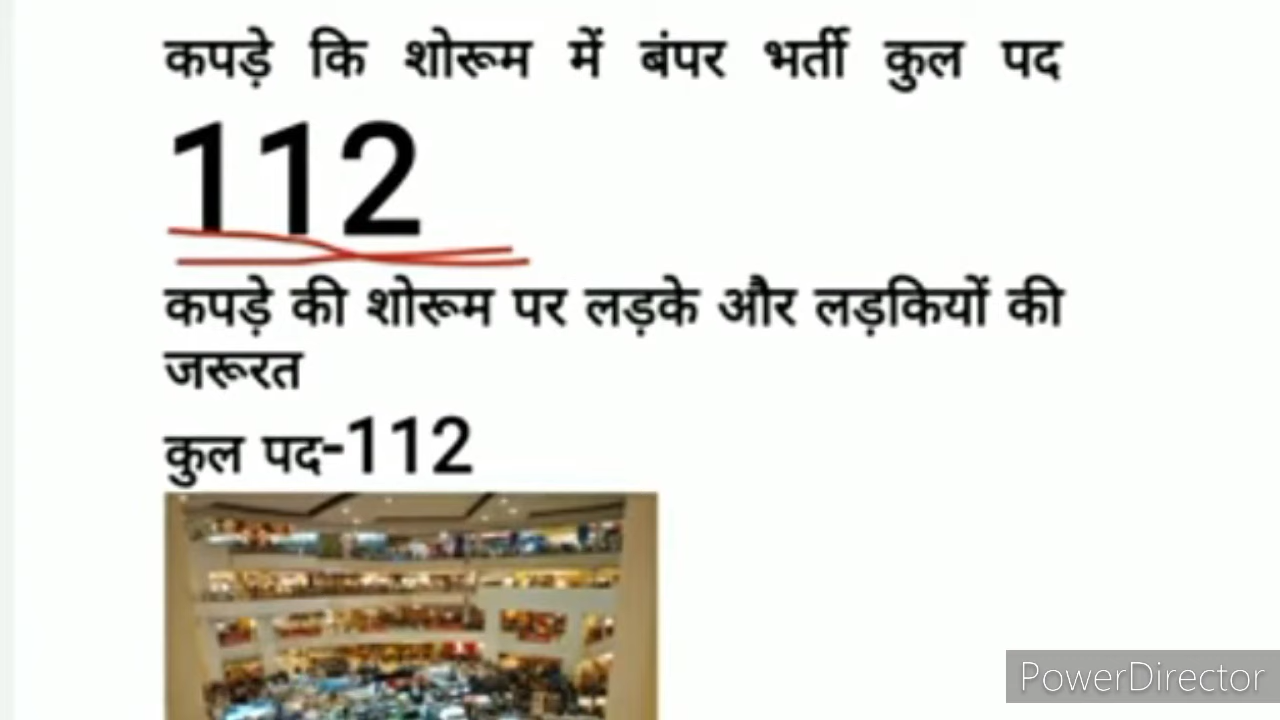 कपड़े कि शोरूम में बंपर भर्ती कुल पद
112
कपड़े की शोरूम पर लड़के और लड़कियों की
जरूरत
कुल पद-112
PowerDirector